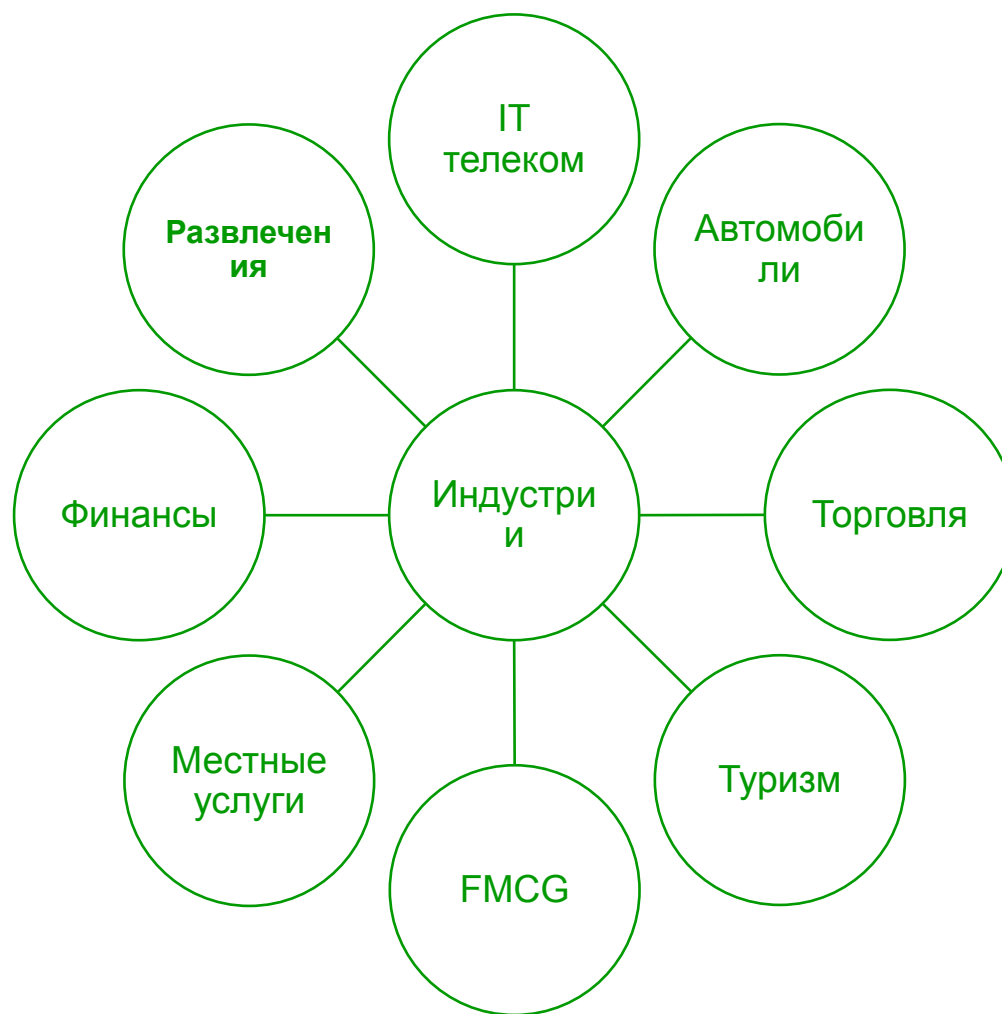 IT
телеком
Развлечен
ия
Автомоби
ли
Финансы
Индустри
и
Торговля
Местные
услуги
Туризм
FMCG